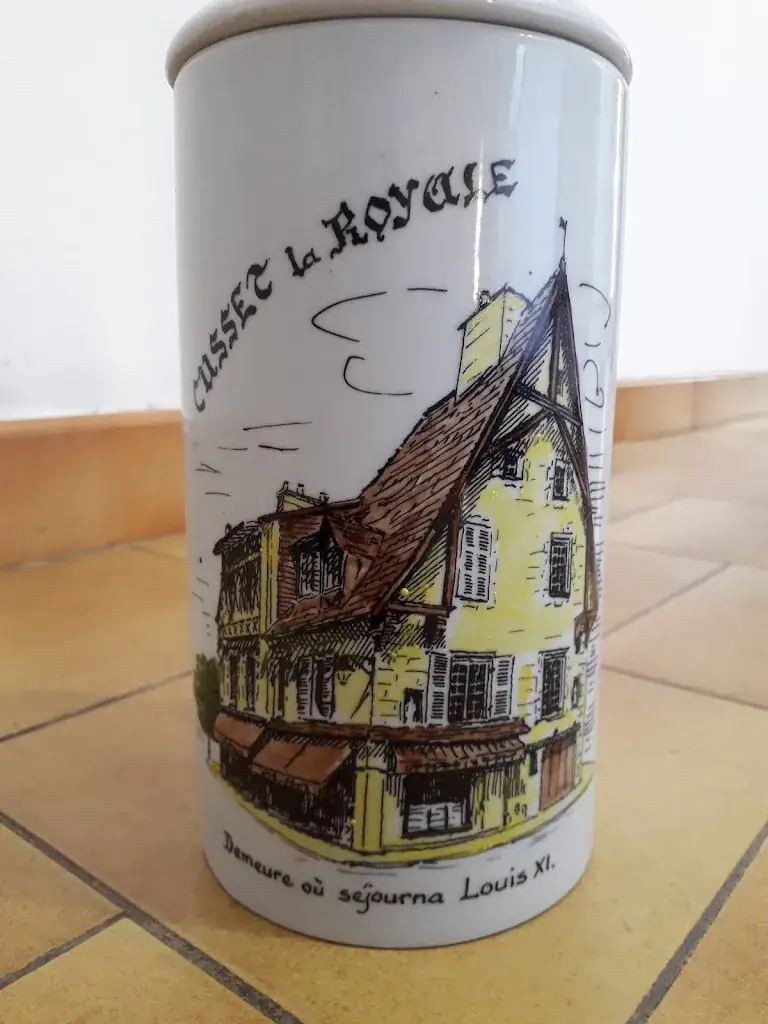 CUSSET la ROYALE
Demeure où séjourna Louis XI.